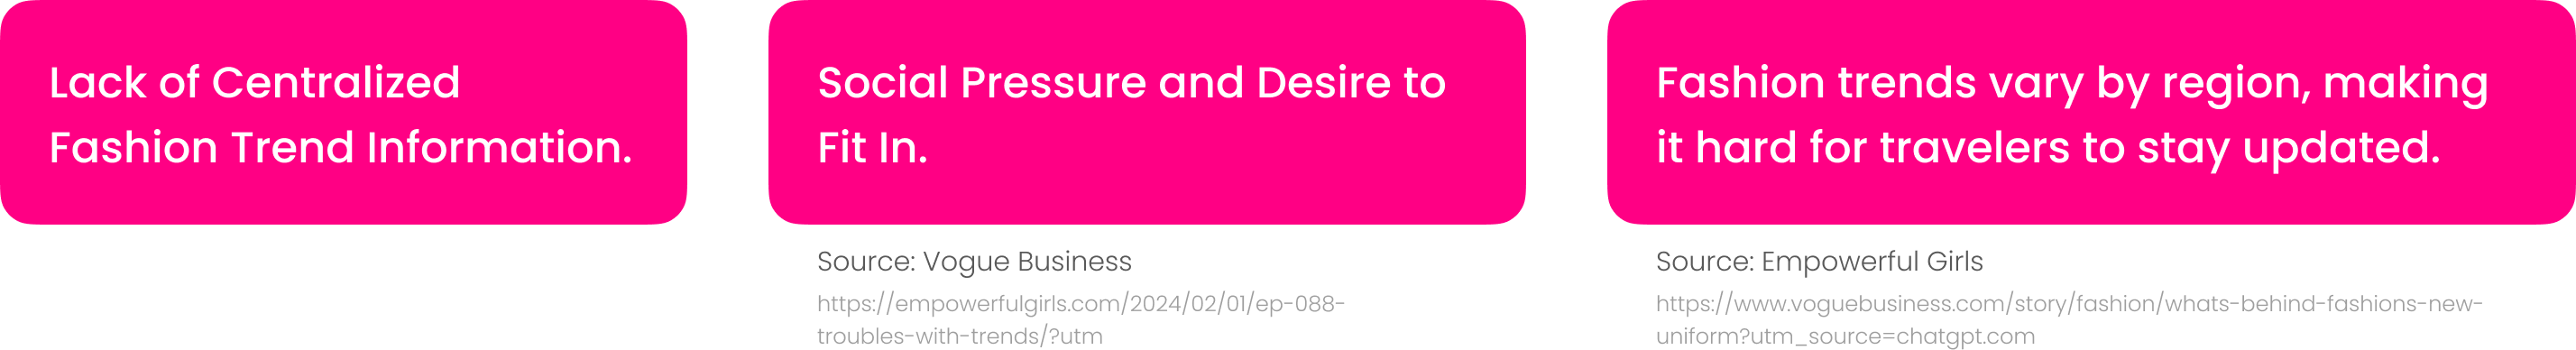 Lack of Centralized
Fashion Trend Information.
Social Pressure and Desire to
Fit In.
Source: Vogue Business
https://empowerfulgirls.com/2024/02/01/ep-088-
troubles-with-trends/?utm
Fashion trends vary by region, making
it hard for travelers to stay updated.
Source: Empowerful Girls
https://www.voguebusiness.com/story/fashion/whats-behind-fashions-new-
uniform?utm_source=chatgpt.com